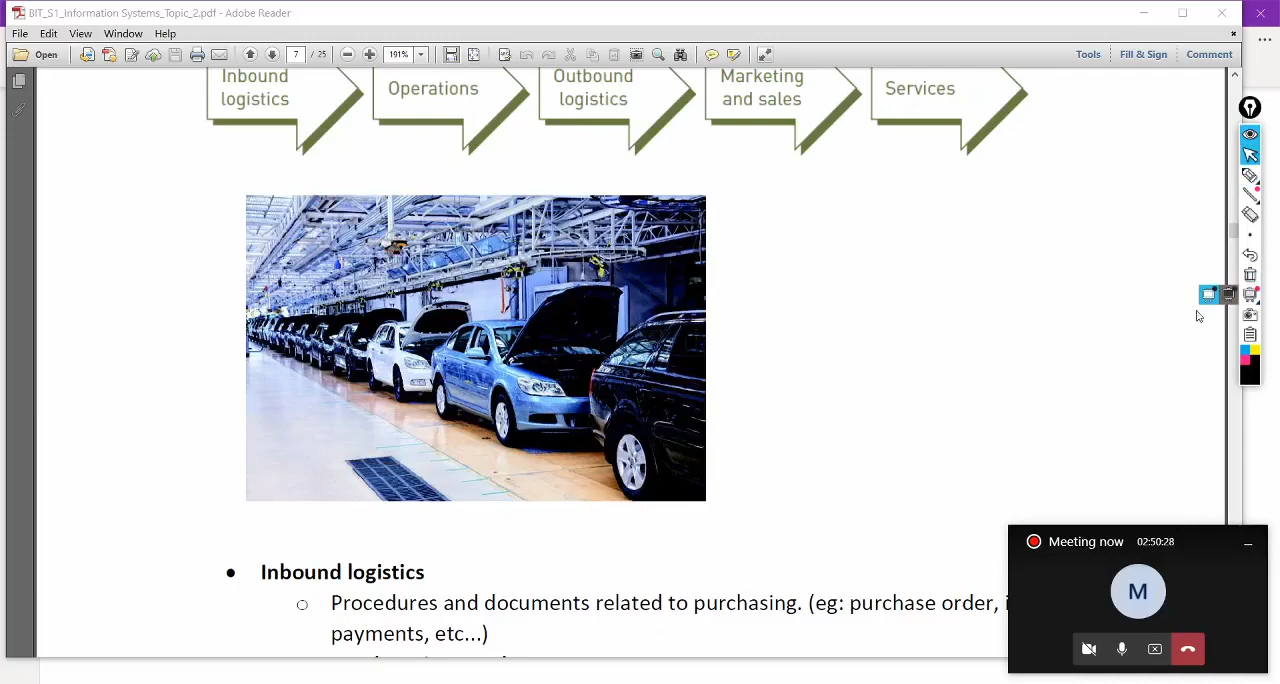 BIT_S1_Information Systems_Topic_2.pdf - Adobe Reader
File Edit View Window Help
Open 7 / 25 191% Tools Fill & Sign Comment
Inbound logistics
Operations
Outbound logistics
Marketing and sales
Services
• Inbound logistics
○ Procedures and documents related to purchasing. (eg: purchase order,
payments, etc...)
Meeting now 02:50:28
M